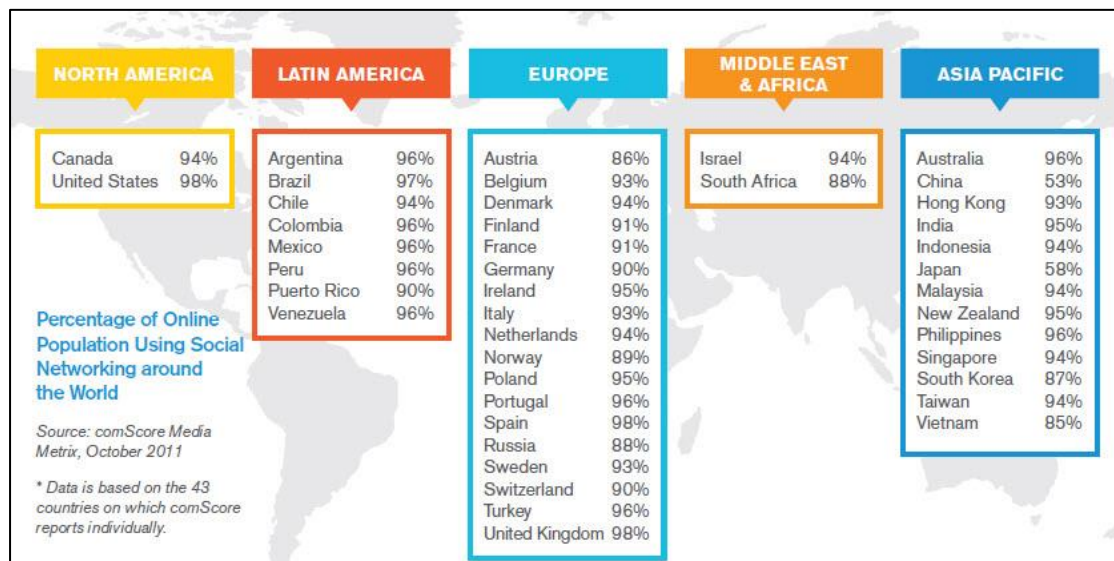 NORTH AMERICA
Canada 94%
United States 98%
LATIN AMERICA
Argentina 96%
Brazil 97%
Chile 94%
Colombia 96%
Mexico 96%
Peru 96%
Puerto Rico 90%
Venezuela 96%
EUROPE
Austria 86%
Belgium 93%
Denmark 94%
Finland 91%
France 91%
Germany 90%
Ireland 95%
Italy 93%
Netherlands 94%
Norway 89%
Poland 95%
Portugal 96%
Spain 98%
Russia 88%
Sweden 93%
Switzerland 90%
Turkey 96%
United Kingdom 98%
MIDDLE EAST
& AFRICA
Israel 94%
South Africa 88%
ASIA PACIFIC
Australia 96%
China 53%
Hong Kong 93%
India 95%
Indonesia 94%
Japan 58%
Malaysia 94%
New Zealand 95%
Philippines 96%
Singapore 94%
South Korea 87%
Taiwan 94%
Vietnam 85%
Percentage of Online
Population Using Social
Networking around
the World
Source: comScore Media
Metrix, October 2011
* Data is based on the 43
countries on which comScore
reports individually.